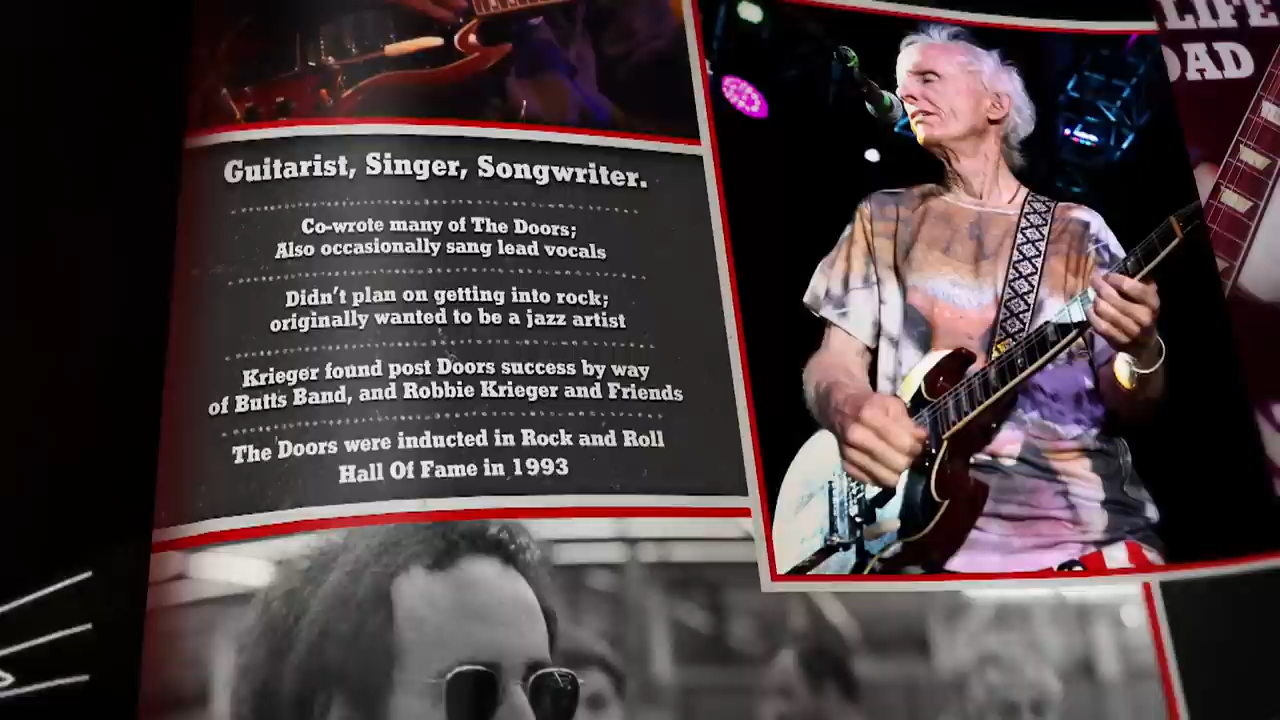 Guitarist, Singer, Songwriter.
Co-wrote many of The Doors;
Also occasionally sang lead vocals
Didn't plan on getting into rock;
originally wanted to be a jazz artist
Krieger found post Doors success by way
of Butts Band, and Robbie Krieger and Friends
The Doors were inducted in Rock and Roll
Hall Of Fame in 1993
LIFE
OAD